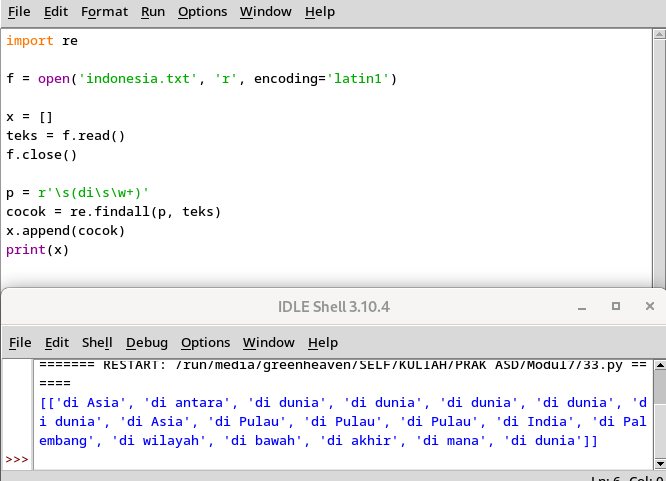 File Edit Format Run Options Window Help
import re
f = open('indonesia.txt', 'r', encoding='latin1')
x = []
teks = f.read()
f.close()
p = r'\s(di\s\w+)'
cocok = re.findall(p, teks)
x.append(cocok)
print(x)
IDLE Shell 3.10.4
File Edit Shell Debug Options Window Help
======= RESTART: /run/media/greenheaven/SELF/KULIAH/PRAK ASD/Modul7/33.py ==
=====
[['di Asia', 'di antara', 'di dunia', 'di dunia', 'di dunia', 'di dunia', 'd
i dunia', 'di Asia', 'di Pulau', 'di Pulau', 'di Pulau', 'di India', 'di Pal
embang', 'di wilayah', 'di bawah', 'di akhir', 'di mana', 'di dunia']]
>>>
Ln: 6 Col: 0